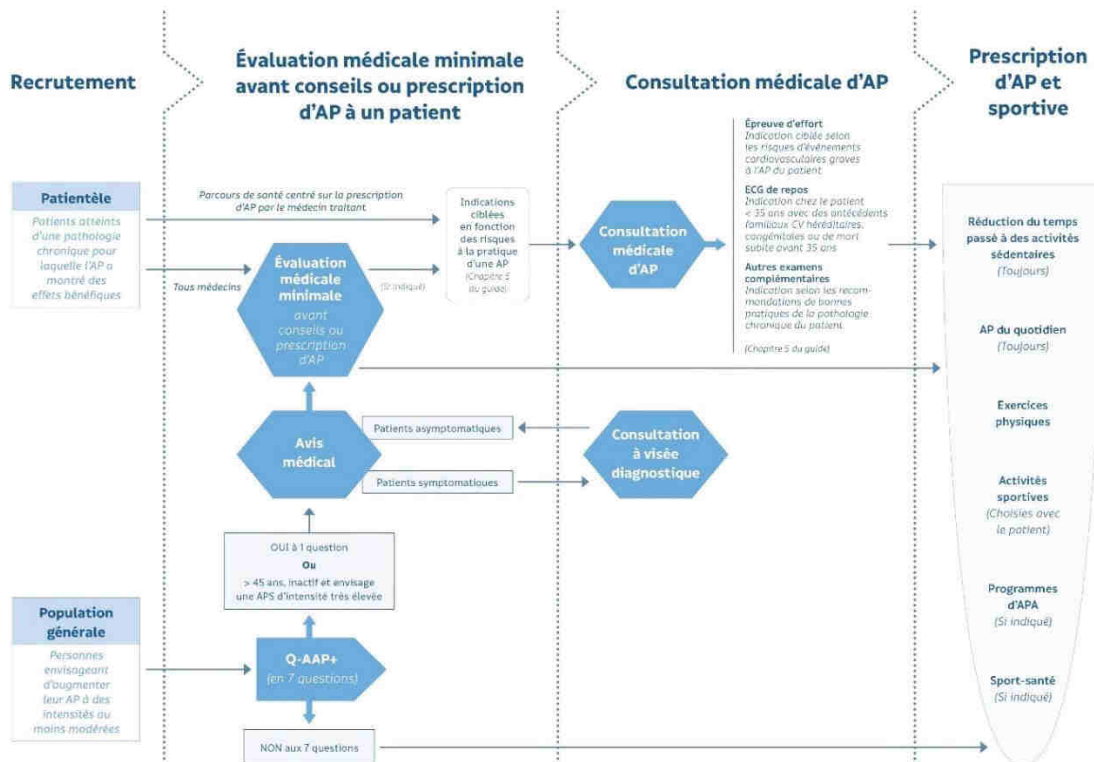 Recrutement
Évaluation médicale minimale
avant conseils ou prescription
d'AP à un patient
Consultation médicale d'AP
Prescription
d'AP et
sportive
Patientèle
Patients atteints
d'une pathologie
chronique pour
laquelle l'AP a
montré des
effets bénéfiques
Parcours de santé centré sur la prescription
d'AP par le médecin traitant
Tous médecins
Évaluation
médicale
minimale
avant
conseils ou
prescription
d'AP
(Si indiqué)
Indications
ciblées
en fonction
des risques
à la pratique
d'une AP
(Chapitre 5
du guide)
Consultation
médicale
d'AP
Épreuve d'effort
Indication ciblée selon
les risques d'événements
cardiovasculaires graves
à l'AP du patient
ECG de repos
Indication chez le patient
< 35 ans avec des antécédents
familiaux CV héréditaires,
congénitales ou de mort
subite avant 35 ans
Autres examens
complémentaires
Indication selon les recom-
mandations de bonnes
pratiques de la pathologie
chronique du patient
(Chapitre 5 du guide)
Avis
médical
Patients asymptomatiques
Patients symptomatiques
Consultation
à visée
diagnostique
OUI à 1 question
Ou
> 45 ans, inactif et envisage
une APS d'intensité très élevée
Population
générale
Personnes
envisageant
d'augmenter
leur AP à des
intensités au
moins modérées
Q-AAP+
(en 7 questions)
NON aux 7 questions
Réduction du temps
passé à des activités
sédentaires
(Toujours)
AP du quotidien
(Toujours)
Exercices
physiques
Activités
sportives
(Choisies avec
le patient)
Programmes
d'APA
(Si indiqué)
Sport-santé
(Si indiqué)